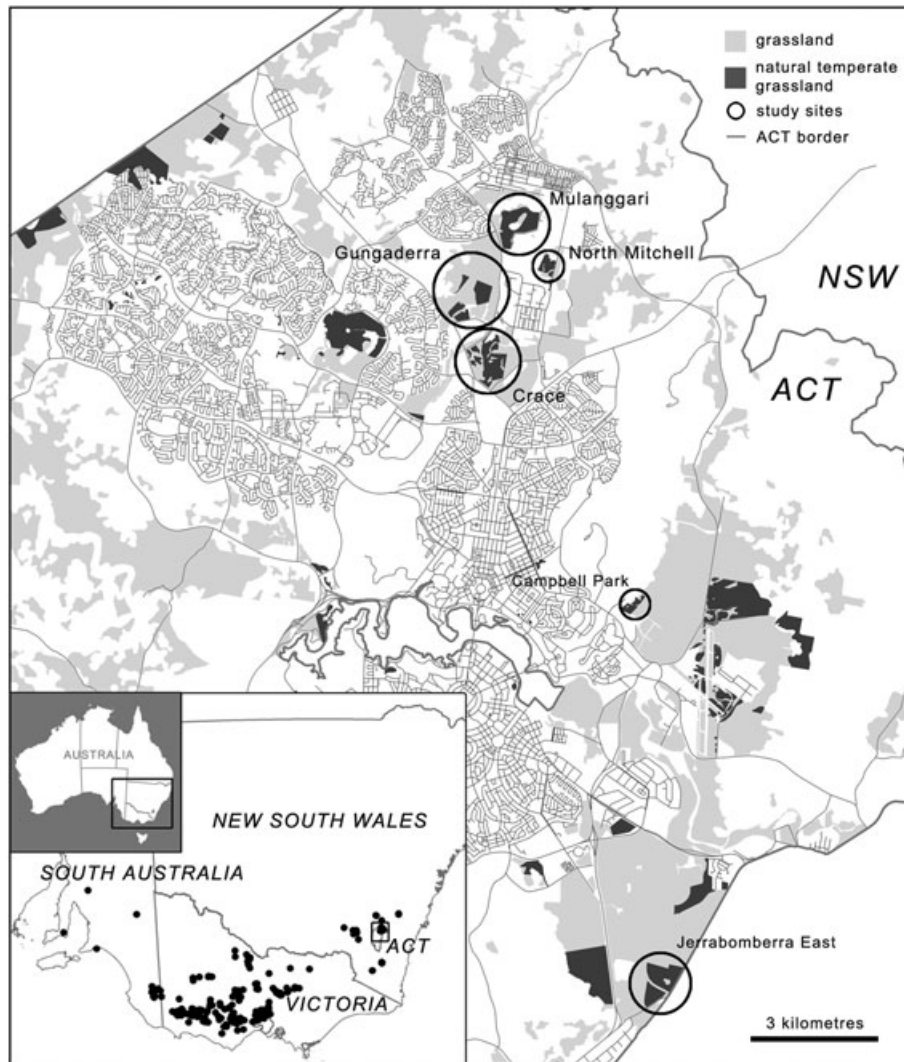 grassland
natural temperate
grassland
study sites
ACT border
Mulanggari
Gungaderra
North Mitchell
NSW
Crace
ACT
Campbell Park
AUSTRALIA
NEW SOUTH WALES
SOUTH AUSTRALIA
ACT
Jerrabomberra East
VICTORIA
3 kilometres